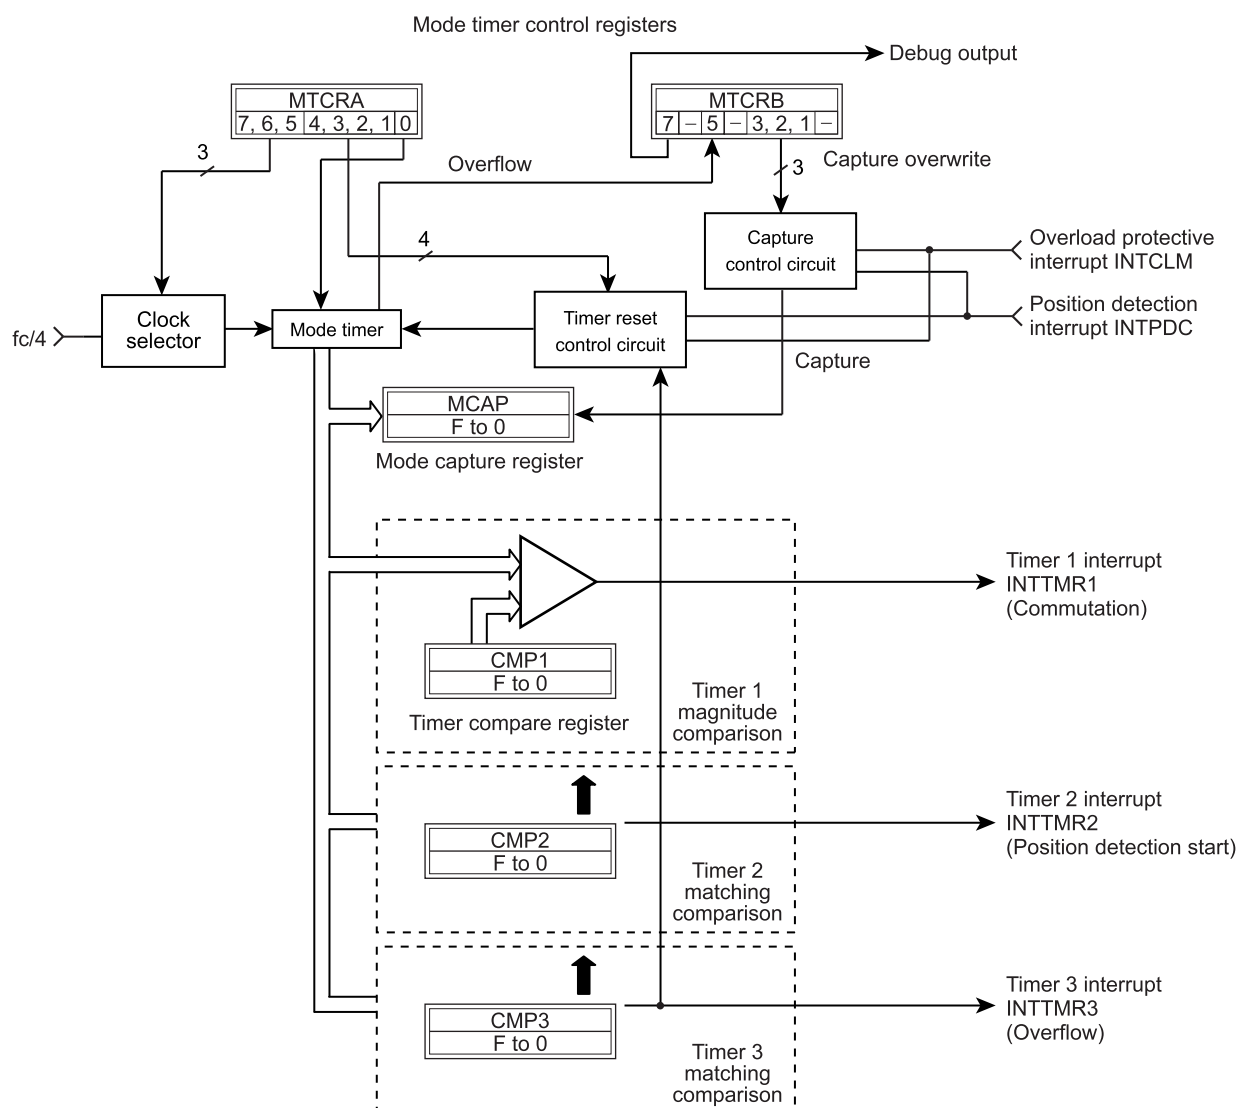 Mode timer control registers
Debug output
MTCRA
7, 6, 5 4, 3, 2, 1 0
MTCRB
7 – 5 – 3, 2, 1 –
3
Overflow
3
Capture overwrite
4
Capture
control circuit
Overload protective
interrupt INTCLM
Position detection
interrupt INTPDC
fc/4
Clock
selector
Mode timer
Timer reset
control circuit
Capture
MCAP
F to 0
Mode capture register
Timer 1 interrupt
INTTMR1
(Commutation)
CMP1
F to 0
Timer compare register
Timer 1
magnitude
comparison
Timer 2 interrupt
INTTMR2
(Position detection start)
CMP2
F to 0
Timer 2
matching
comparison
Timer 3 interrupt
INTTMR3
(Overflow)
CMP3
F to 0
Timer 3
matching
comparison